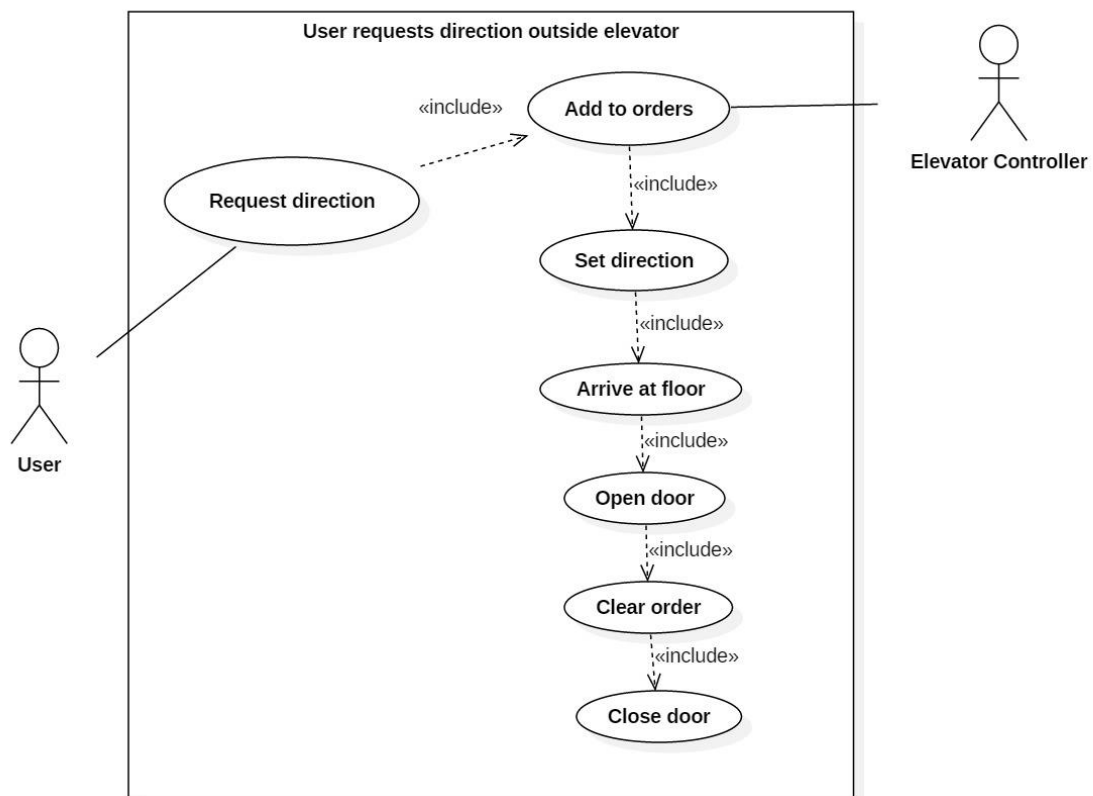 User requests direction outside elevator
«include»
Add to orders
Elevator Controller
«include»
Request direction
Set direction
«include»
Arrive at floor
«include»
User
Open door
«include»
Clear order
«include»
Close door